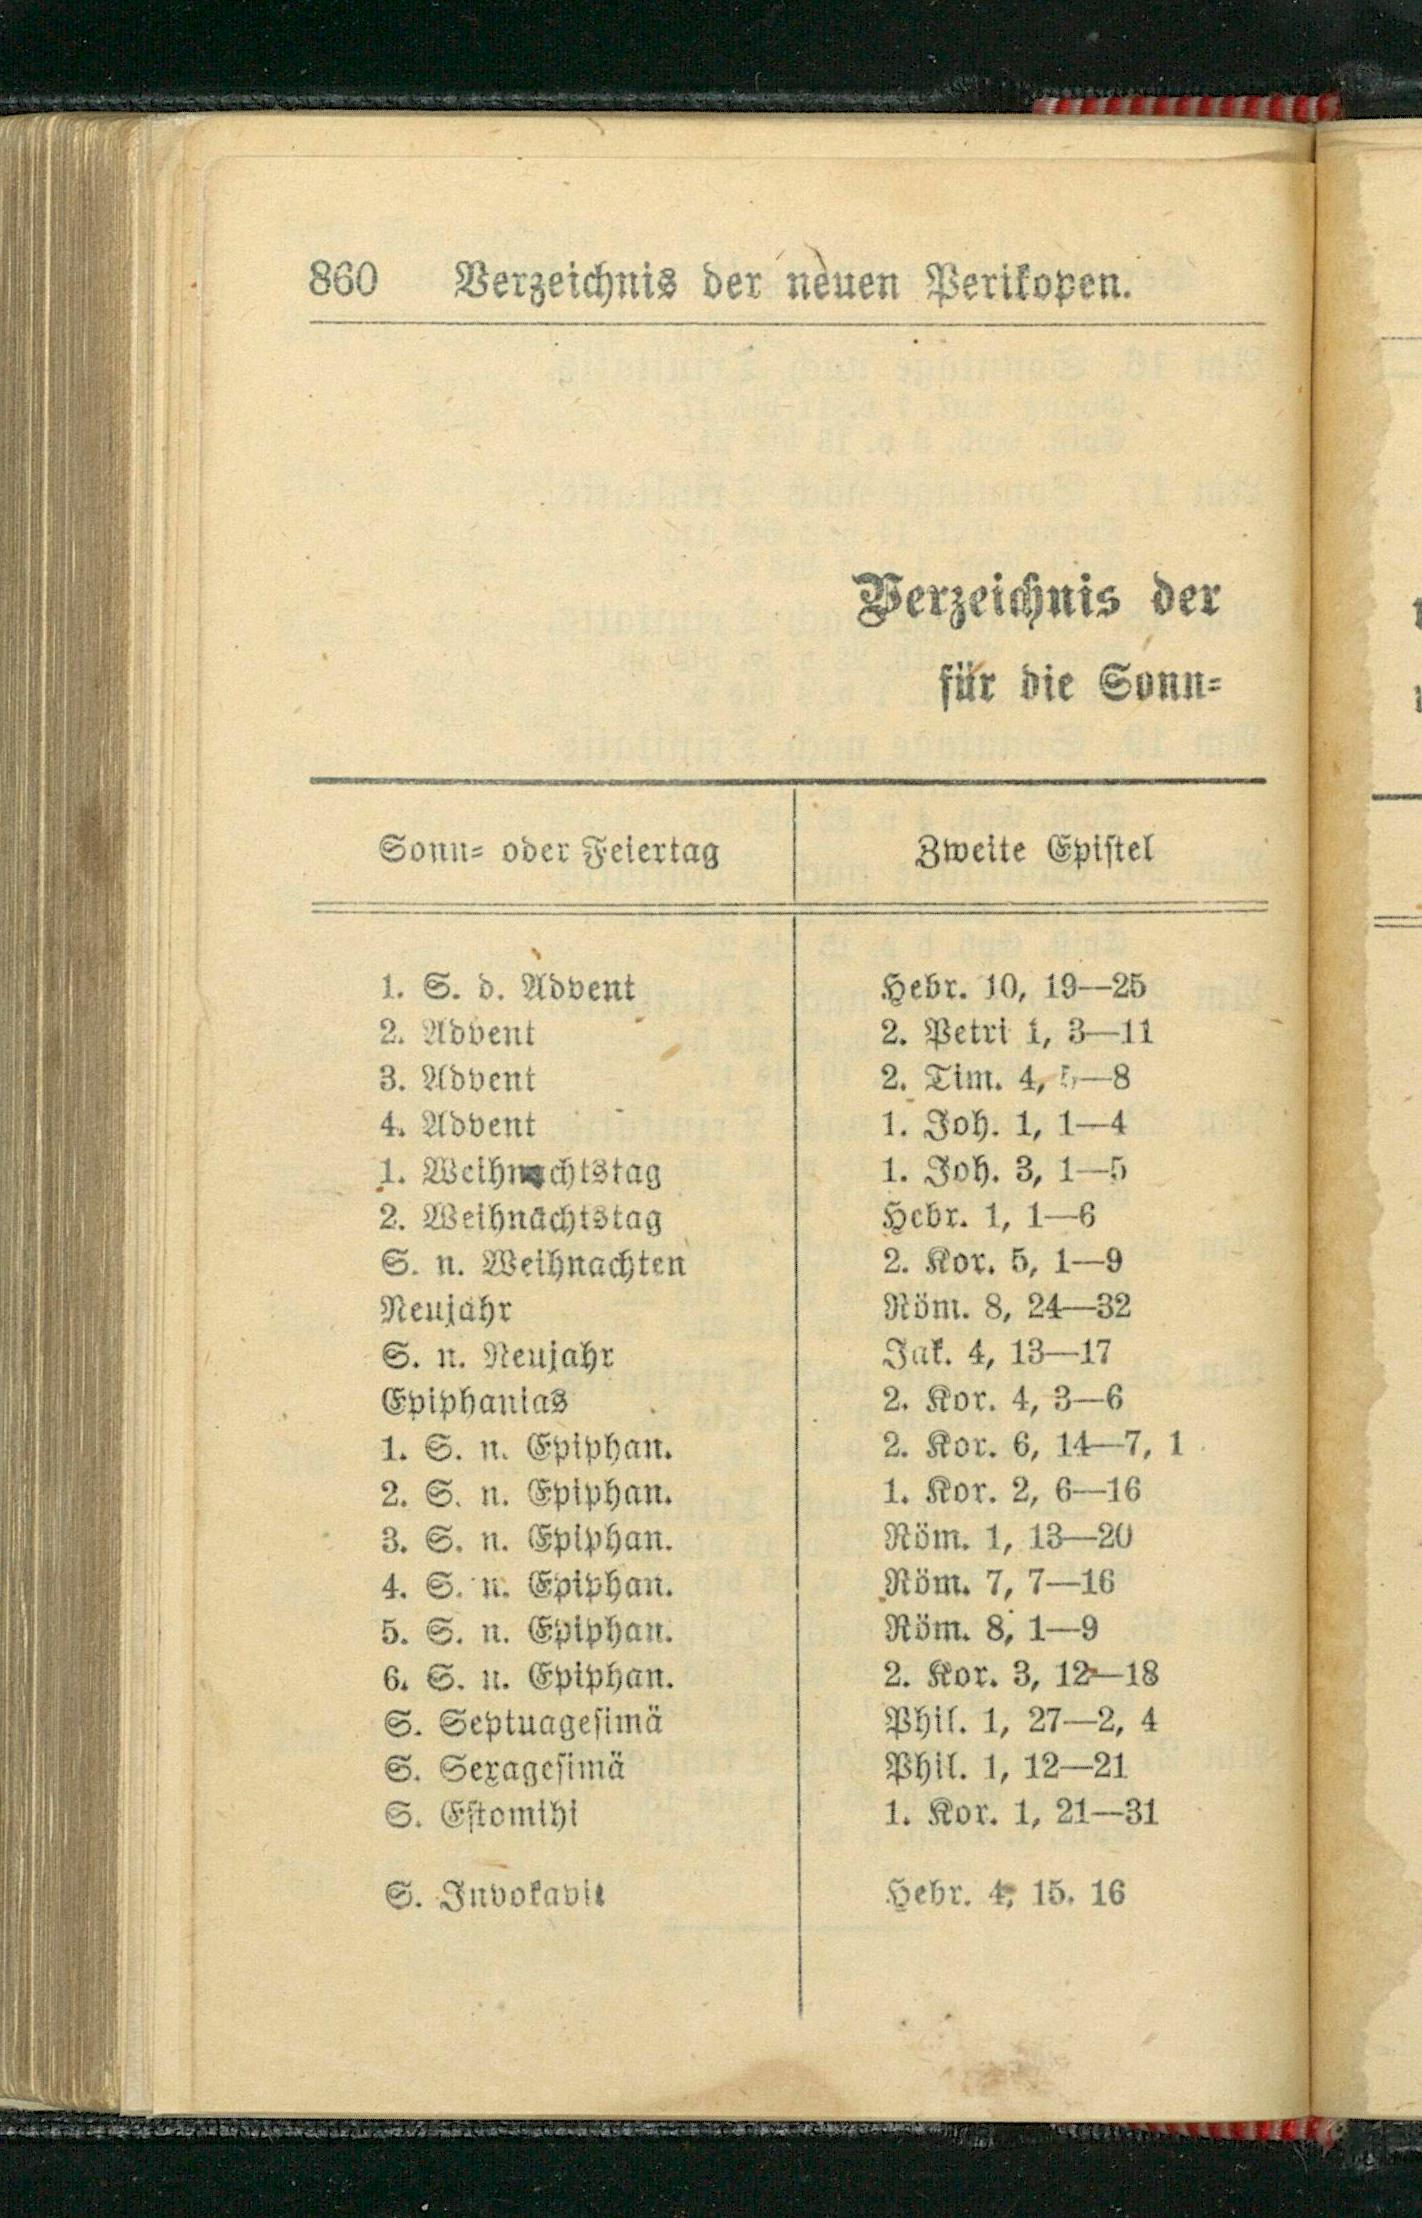 860 Verzeichnis der neuen Perikopen.
Verzeichnis der
für die Sonn=
Sonn= oder Feiertag Zweite Epistel
1. S. d. Advent Hebr. 10, 19—25
2. Advent 2. Petri 1, 3—11
3. Advent 2. Tim. 4, 5—8
4. Advent 1. Joh. 1, 1—4
1. Weihnachtstag 1. Joh. 3, 1—5
2. Weihnachtstag Hebr. 1, 1—6
S. n. Weihnachten 2. Kor. 5, 1—9
Neujahr Röm. 8, 24—32
S. n. Neujahr Jak. 4, 13—17
Epiphanias 2. Kor. 4, 3—6
1. S. n. Epiphan. 2. Kor. 6, 14—7, 1
2. S. n. Epiphan. 1. Kor. 2, 6—16
3. S. n. Epiphan. Röm. 1, 13—20
4. S. n. Epiphan. Röm. 7, 7—16
5. S. n. Epiphan. Röm. 8, 1—9
6. S. n. Epiphan. 2. Kor. 3, 12—18
S. Septuagesimä Phil. 1, 27—2, 4
S. Sexagesimä Phil. 1, 12—21
S. Estomihi 1. Kor. 1, 21—31
S. Invokavit Hebr. 4, 15. 16